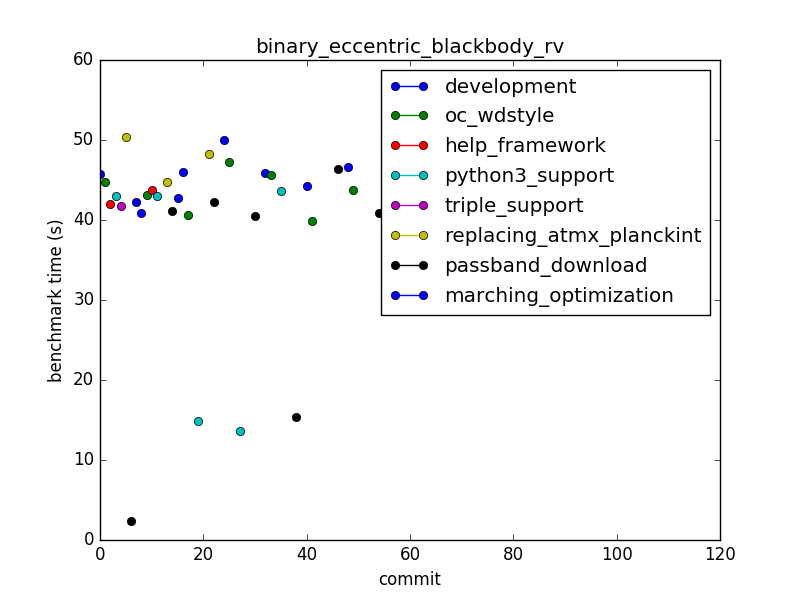 binary_eccentric_blackbody_rv
60
50
40
30
20
10
0
benchmark time (s)
development
oc_wdstyle
help_framework
python3_support
triple_support
replacing_atmx_planckint
passband_download
marching_optimization
0 20 40 60 80 100 120
commit